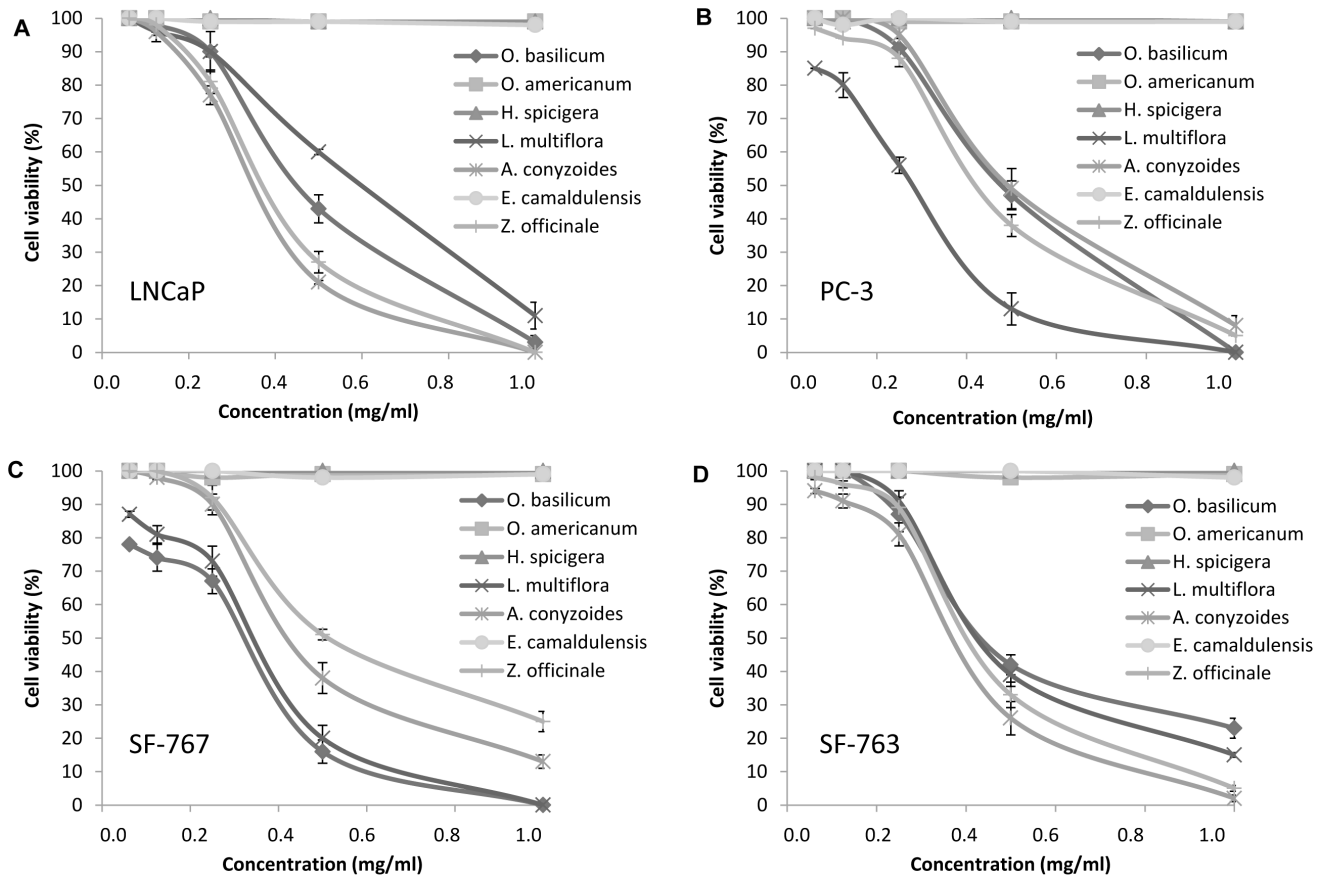 A
Cell viability (%)
100
90
80
70
60
50
40
30
20
10
0
O. basilicum
O. americanum
H. spicigera
L. multiflora
A. conyzoides
E. camaldulensis
Z. officinale
LNCaP
0.0 0.2 0.4 0.6 0.8 1.0
Concentration (mg/ml)
B
Cell viability (%)
100
90
80
70
60
50
40
30
20
10
0
O. basilicum
O. americanum
H. spicigera
L. multiflora
A. conyzoides
E. camaldulensis
Z. officinale
PC-3
0.0 0.2 0.4 0.6 0.8 1.0
Concentration (mg/ml)
C
Cell viability (%)
100
90
80
70
60
50
40
30
20
10
0
O. basilicum
O. americanum
H. spicigera
L. multiflora
A. conyzoides
E. camaldulensis
Z. officinale
SF-767
0.0 0.2 0.4 0.6 0.8 1.0
Concentration (mg/ml)
D
Cell viability (%)
100
90
80
70
60
50
40
30
20
10
0
O. basilicum
O. americanum
H. spicigera
L. multiflora
A. conyzoides
E. camaldulensis
Z. officinale
SF-763
0.0 0.2 0.4 0.6 0.8 1.0
Concentration (mg/ml)